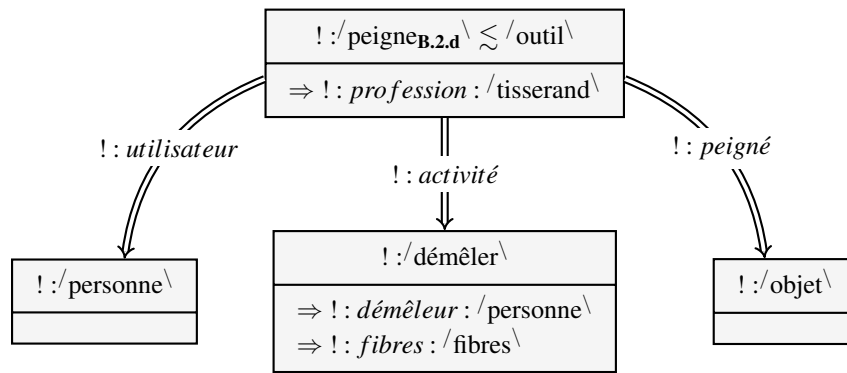 ! :/peigneB.2.d\ ≲ /outil\
⇒ ! : profession : /tisserand\
! : utilisateur
! : peigné
! : activité
! :/personne\
! :/démêler\
! :/objet\
⇒ ! : démêleur : /personne\
⇒ ! : fibres : /fibres\